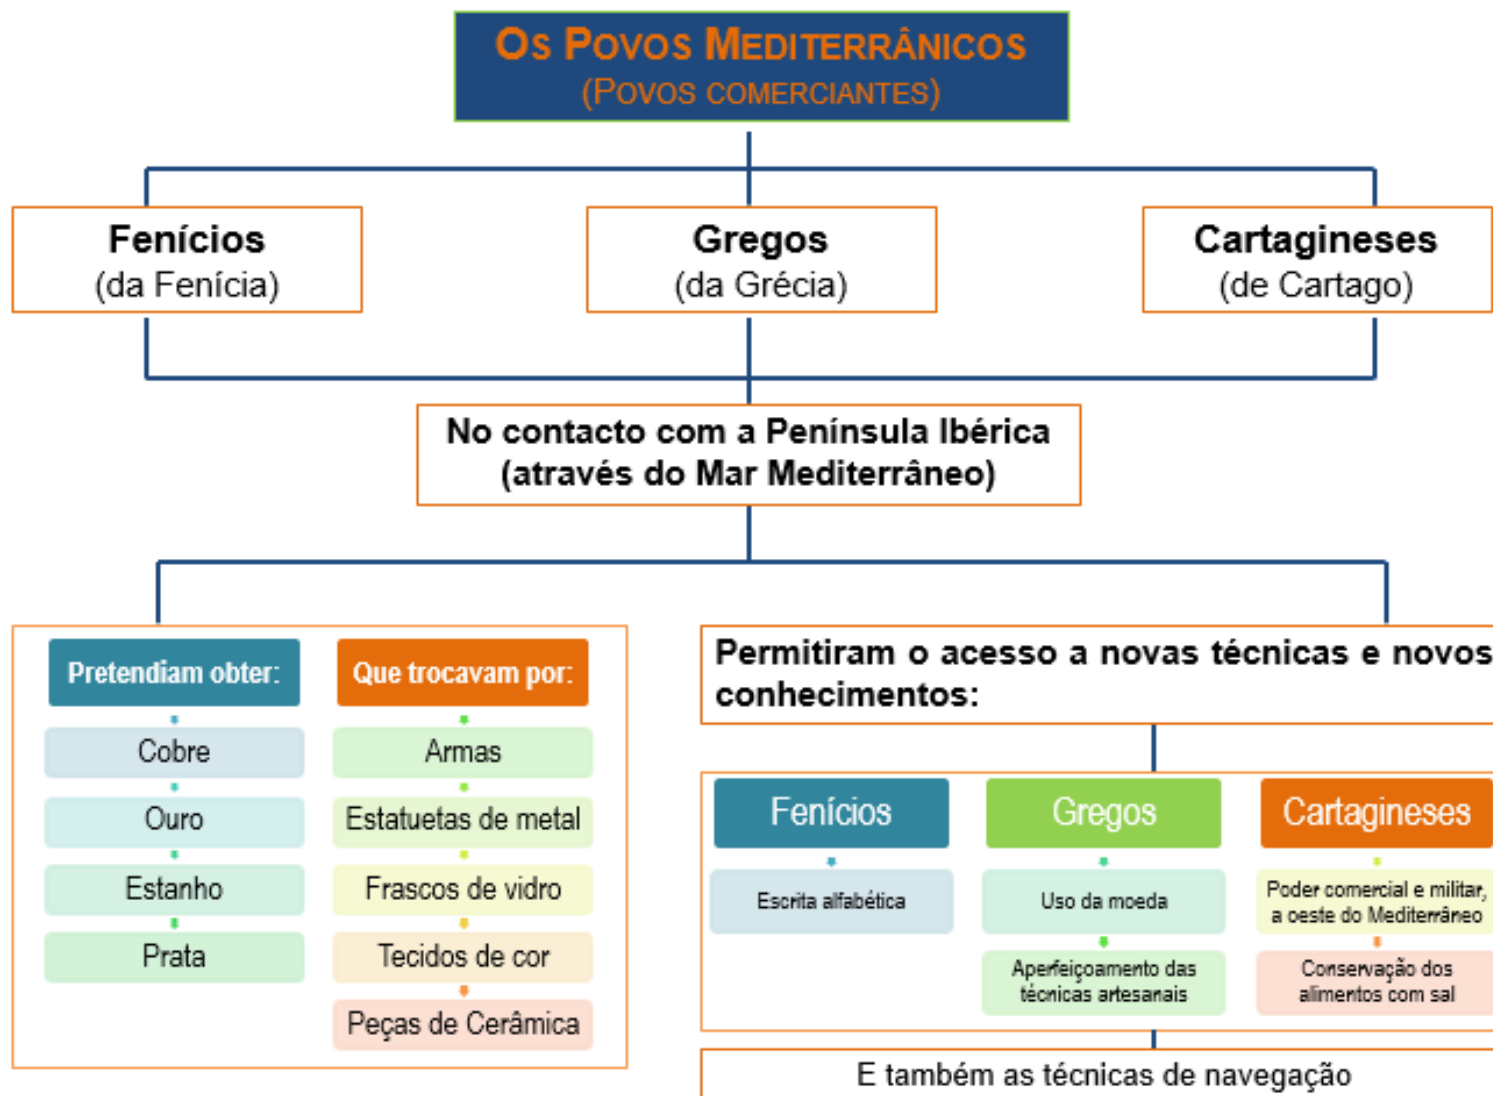 OS POVOS MEDITERRÂNICOS
(POVOS COMERCIANTES)
Fenícios
(da Fenícia)
Gregos
(da Grécia)
Cartagineses
(de Cartago)
No contacto com a Península Ibérica
(através do Mar Mediterrâneo)
Pretendiam obter:
Cobre
Ouro
Estanho
Prata
Que trocavam por:
Armas
Estatuetas de metal
Frascos de vidro
Tecidos de cor
Peças de Cerâmica
Permitiram o acesso a novas técnicas e novos
conhecimentos:
Fenícios
Escrita alfabética
Gregos
Uso da moeda
Aperfeiçoamento das
técnicas artesanais
Cartagineses
Poder comercial e militar,
a oeste do Mediterrâneo
Conservação dos
alimentos com sal
E também as técnicas de navegação